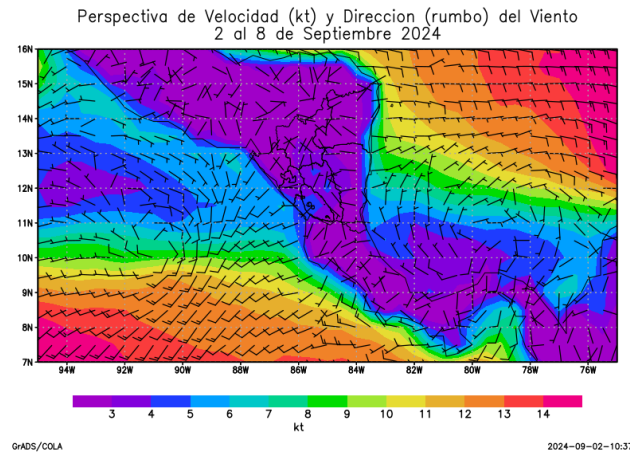 Perspectiva de Velocidad (kt) y Direccion (rumbo) del Viento
2 al 8 de Septiembre 2024
16N
15N
14N
13N
12N
11N
10N
9N
8N
7N
94W 92W 90W 88W 86W 84W 82W 80W 78W 76W
3 4 5 6 7 8 9 10 11 12 13 14
kt
GrADS/COLA 2024-09-02-10:37